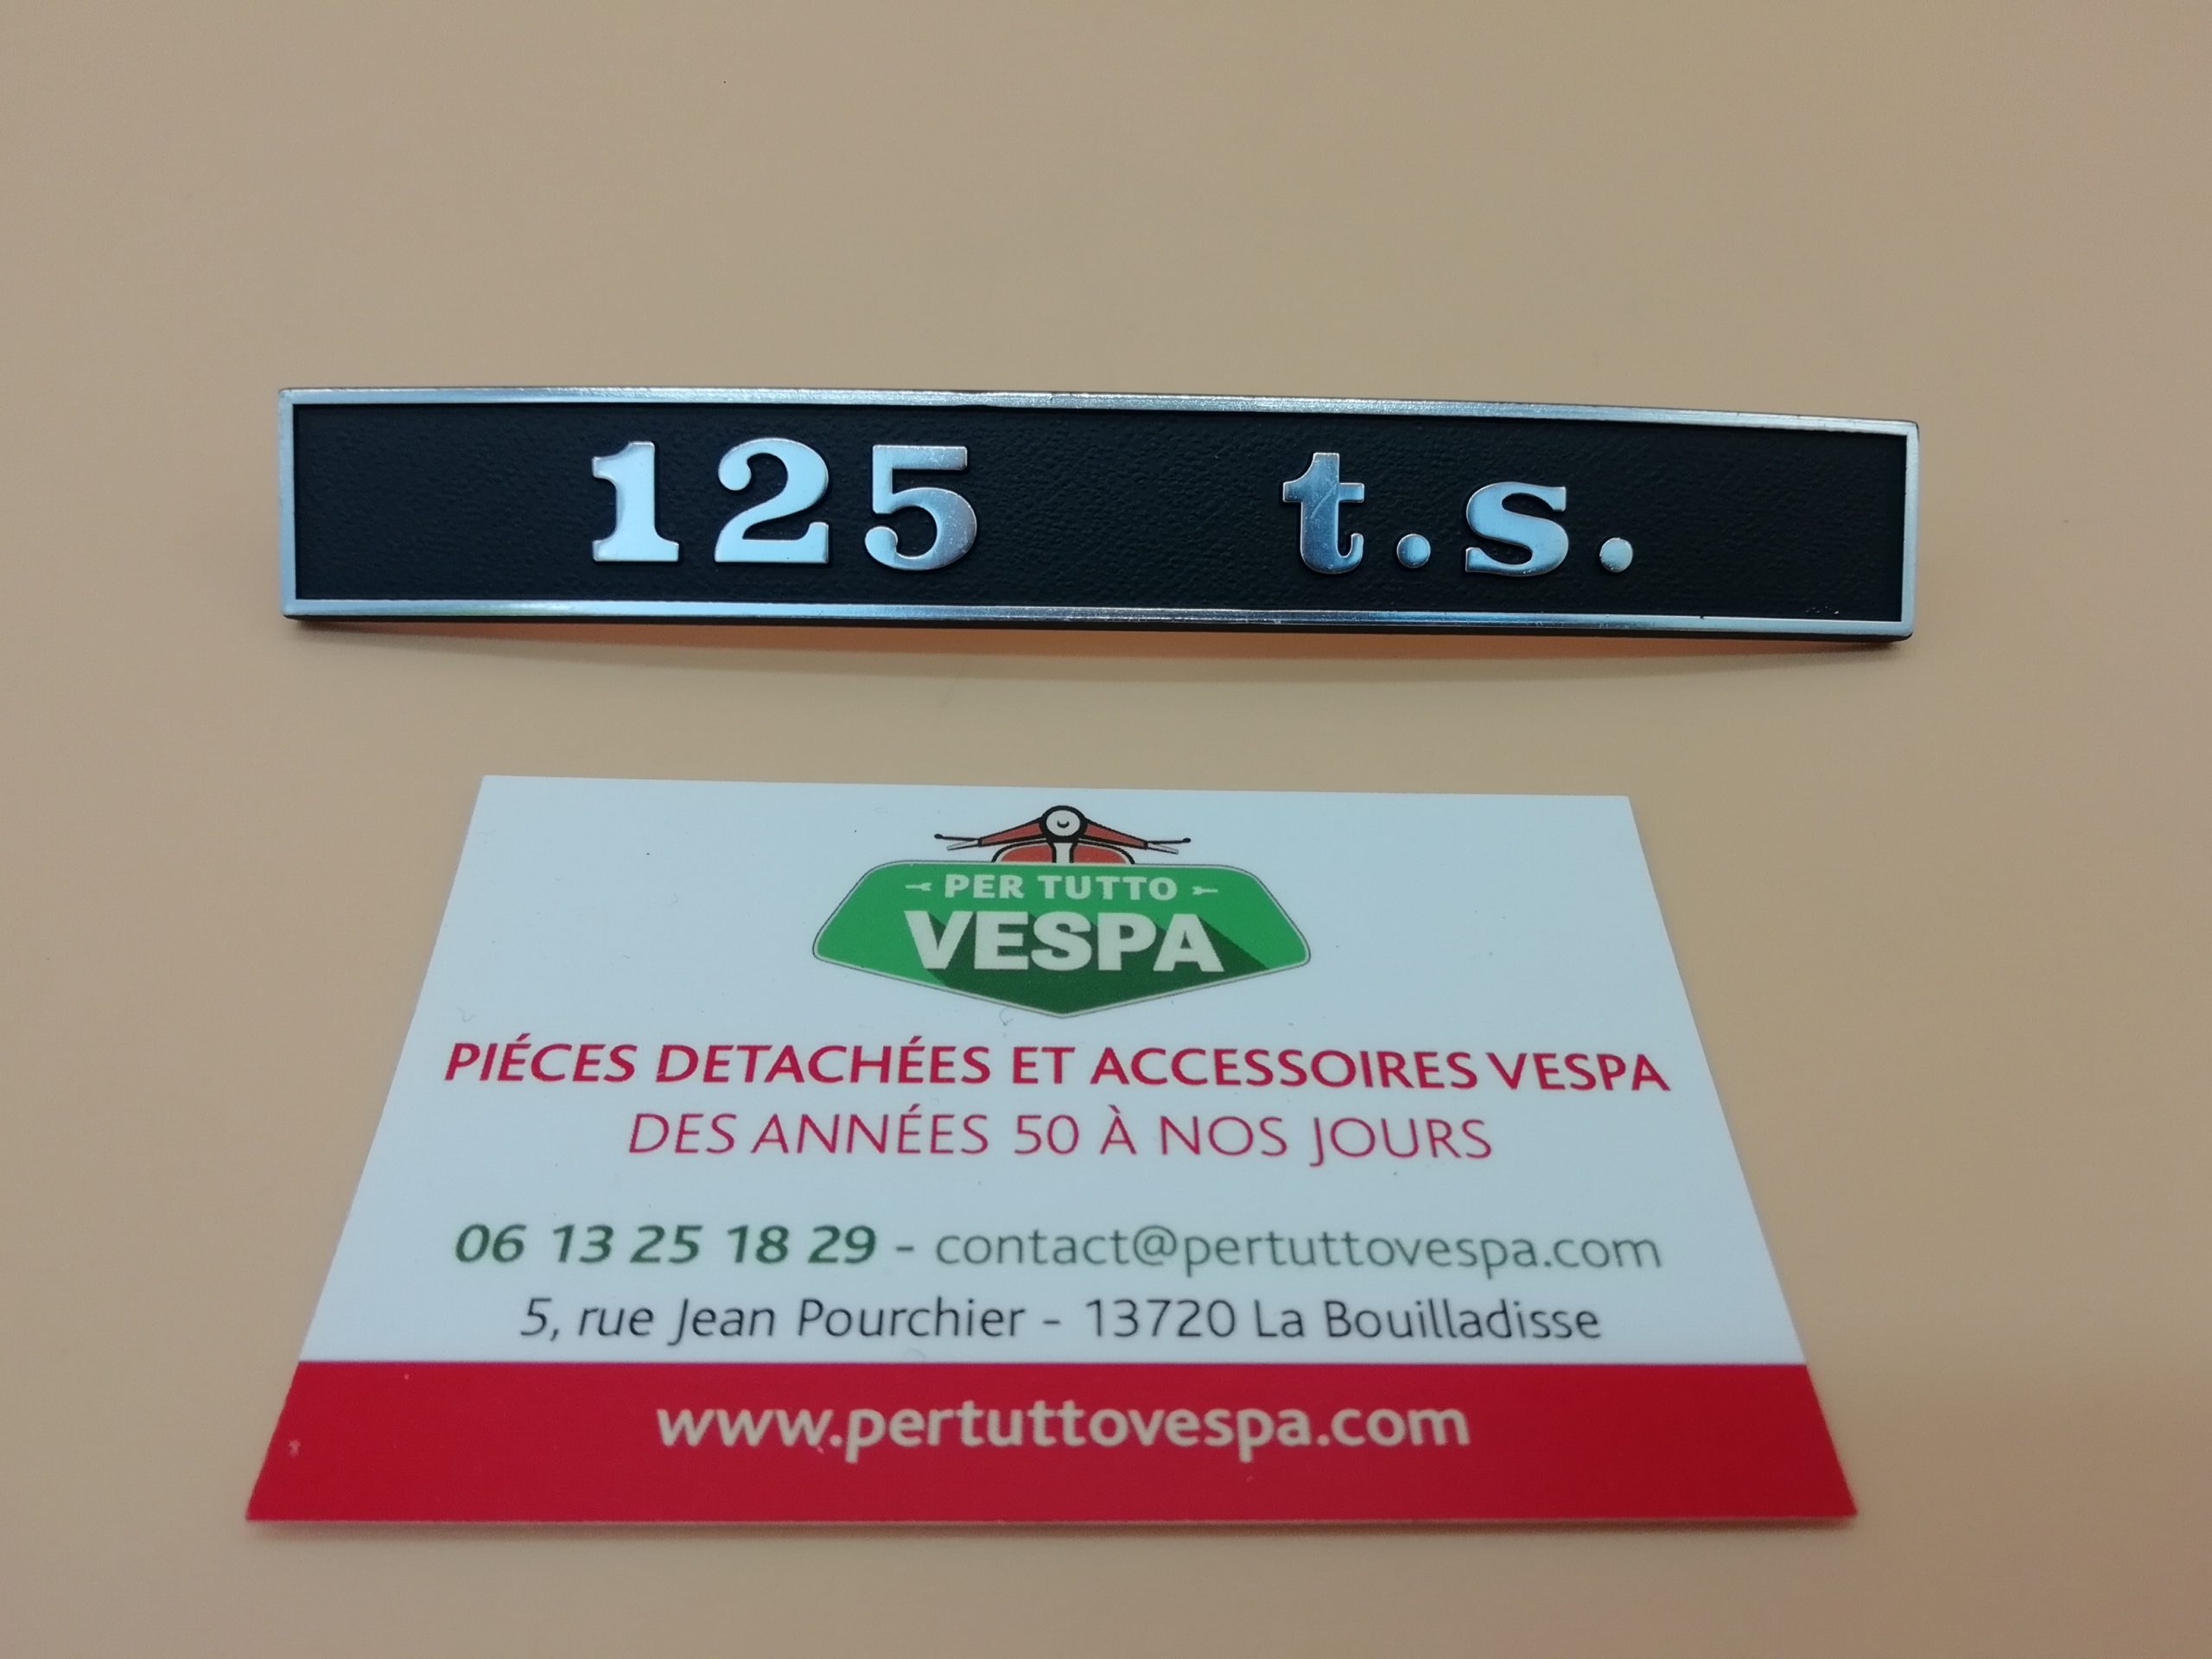 125 t.s.
PER TUTTO
VESPA
PIÉCES DETACHÉES ET ACCESSOIRES VESPA
DES ANNÉES 50 À NOS JOURS
06 13 25 18 29 - contact@pertuttovespa.com
5, rue Jean Pourchier - 13720 La Bouilladisse
www.pertuttovespa.com